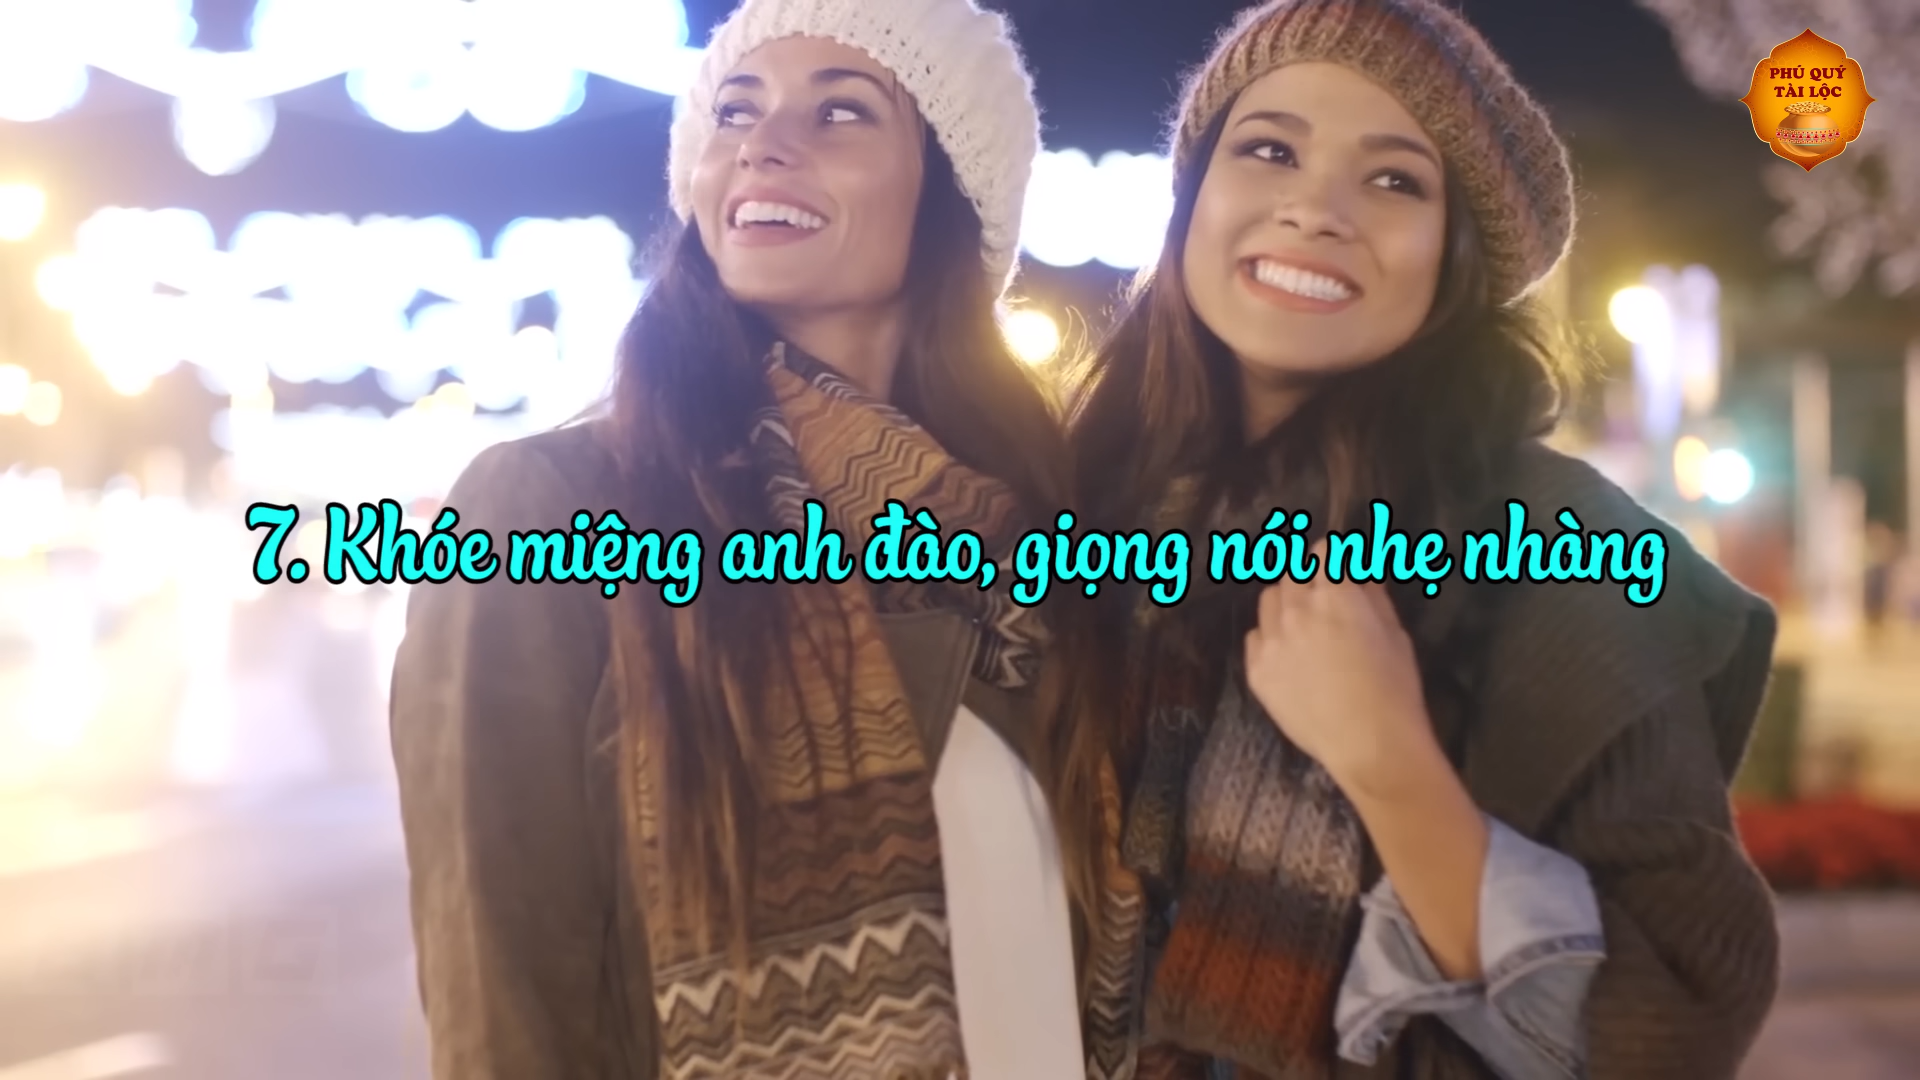 PHÚ QUÝ
TÀI LỘC
7. Khóe miệng anh đào, giọng nói nhẹ nhàng